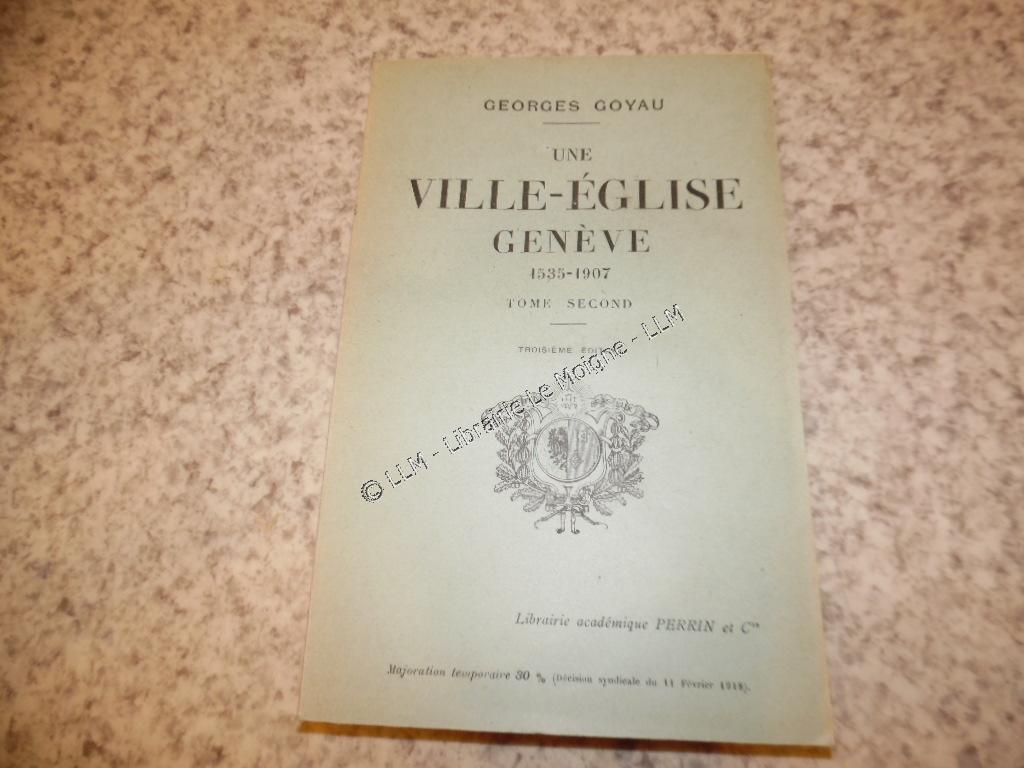 GEORGES GOYAU
UNE
VILLE-ÉGLISE
GENÈVE
1535-1907
TOME SECOND
TROISIÈME
© LLM - Librairie Le Moigne - LLM
Librairie académique PERRIN et Cie
Majoration temporaire 30 % (Décision syndicale du 11 Février 1918).